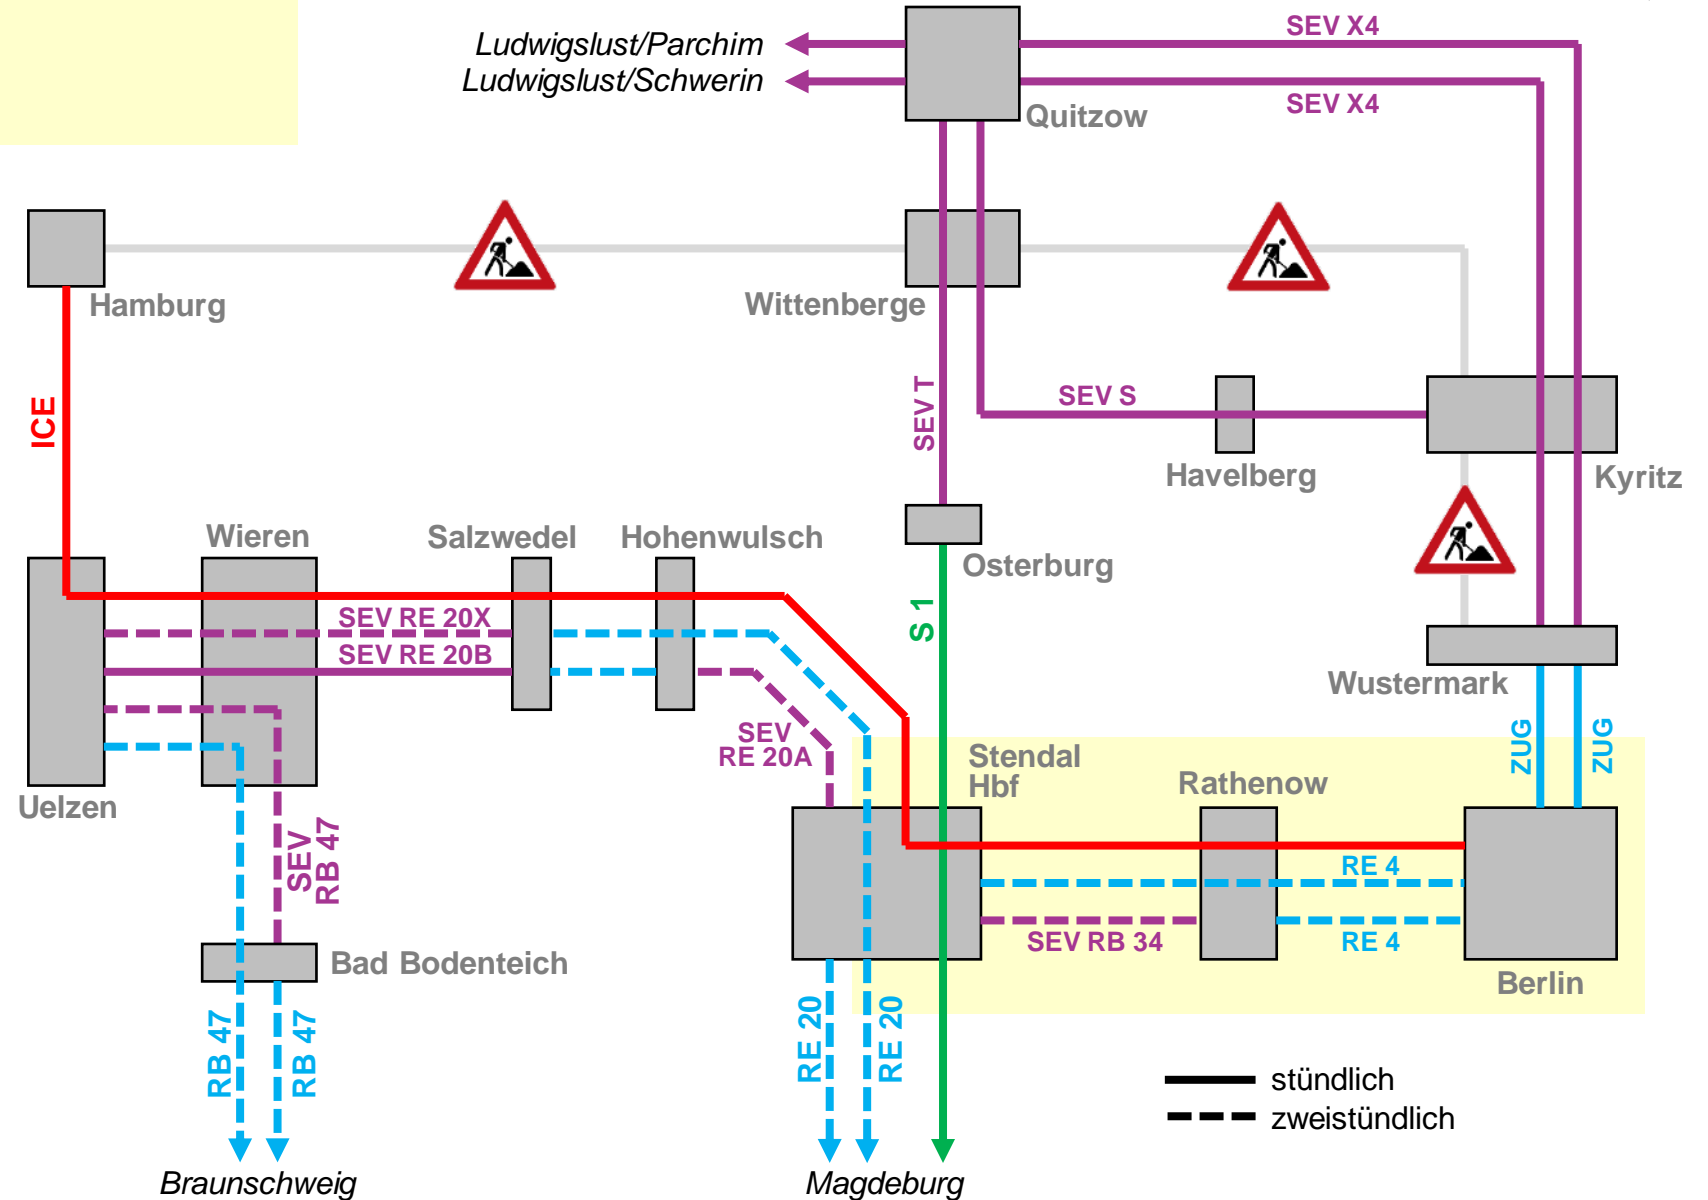 SEV X4
Ludwigslust/Parchim
Ludwigslust/Schwerin
SEV X4
Quitzow
Hamburg
Wittenberge
ICE
SEV T
SEV S
Havelberg
Kyritz
Wieren
Salzwedel
Hohenwulsch
Osterburg
S 1
SEV RE 20X
SEV RE 20B
Wustermark
SEV
RE 20A
ZUG
ZUG
Stendal
Hbf
Rathenow
Uelzen
SEV
RB 47
RE 4
SEV RB 34
RE 4
Bad Bodenteich
Berlin
RB 47
RB 47
RE 20
RE 20
stündlich
zweistündlich
Braunschweig
Magdeburg